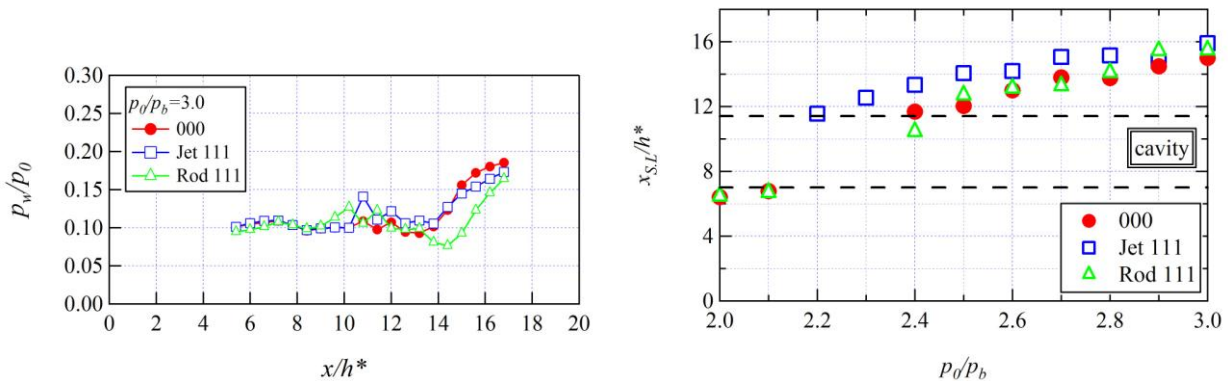 0.30
0.25
0.20
0.15
0.10
0.05
0.00
p_w/p_0
p_0/p_b=3.0
000
Jet 111
Rod 111
0 2 4 6 8 10 12 14 16 18 20
x/h*
16
12
8
4
0
x_{S.L}/h*
cavity
000
Jet 111
Rod 111
2.0 2.2 2.4 2.6 2.8 3.0
p_0/p_b